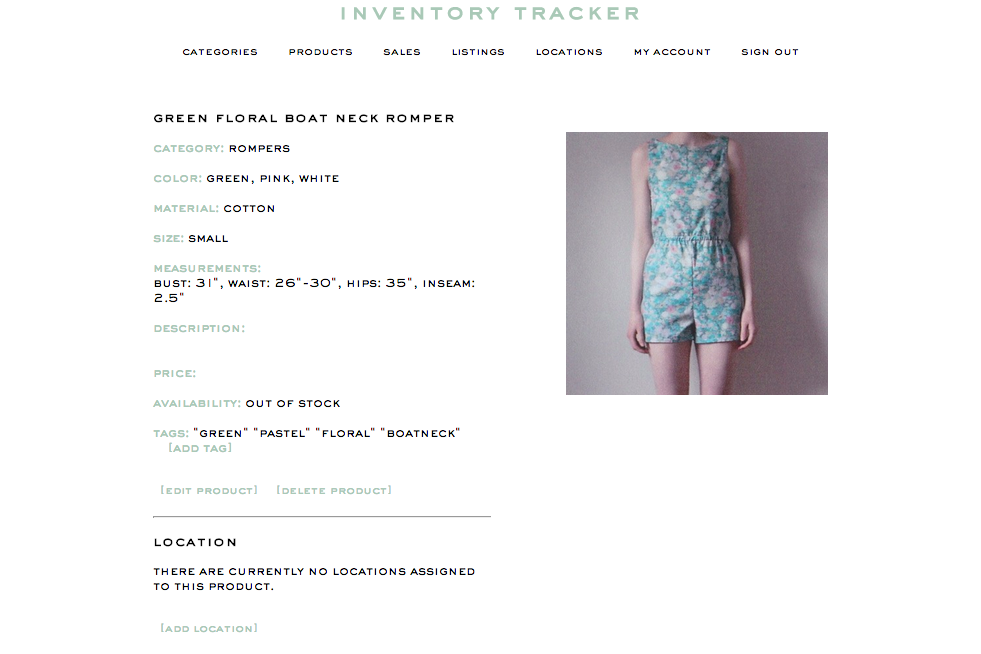 INVENTORY TRACKER
CATEGORIES PRODUCTS SALES LISTINGS LOCATIONS MY ACCOUNT SIGN OUT
GREEN FLORAL BOAT NECK ROMPER
CATEGORY: ROMPERS
COLOR: GREEN, PINK, WHITE
MATERIAL: COTTON
SIZE: SMALL
MEASUREMENTS:
BUST: 31", WAIST: 26"-30", HIPS: 35", INSEAM:
2.5"
DESCRIPTION:
PRICE:
AVAILABILITY: OUT OF STOCK
TAGS: "GREEN" "PASTEL" "FLORAL" "BOATNECK"
[ADD TAG]
[EDIT PRODUCT] [DELETE PRODUCT]
LOCATION
THERE ARE CURRENTLY NO LOCATIONS ASSIGNED
TO THIS PRODUCT.
[ADD LOCATION]